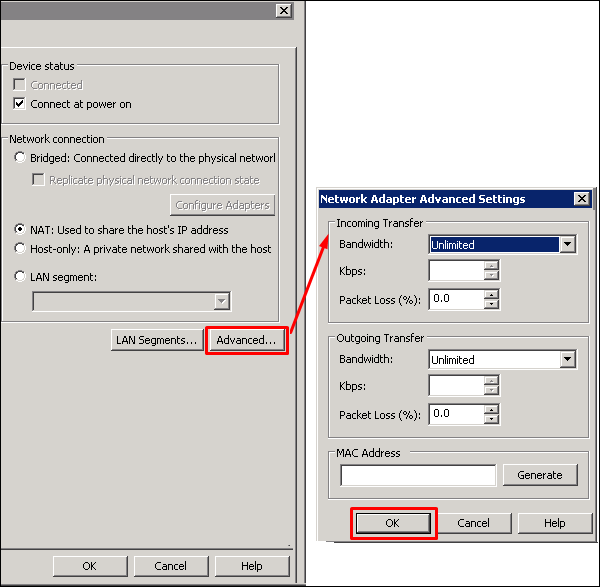 Device status
Connected
Connect at power on
Network connection
Bridged: Connected directly to the physical networl
Replicate physical network connection state
Configure Adapters
NAT: Used to share the host's IP address
Host-only: A private network shared with the host
LAN segment:
LAN Segments...
Advanced...
OK
Cancel
Help
Network Adapter Advanced Settings
Incoming Transfer
Bandwidth:
Unlimited
Kbps:
Packet Loss (%):
0.0
Outgoing Transfer
Bandwidth:
Unlimited
Kbps:
Packet Loss (%):
0.0
MAC Address
Generate
OK
Cancel
Help